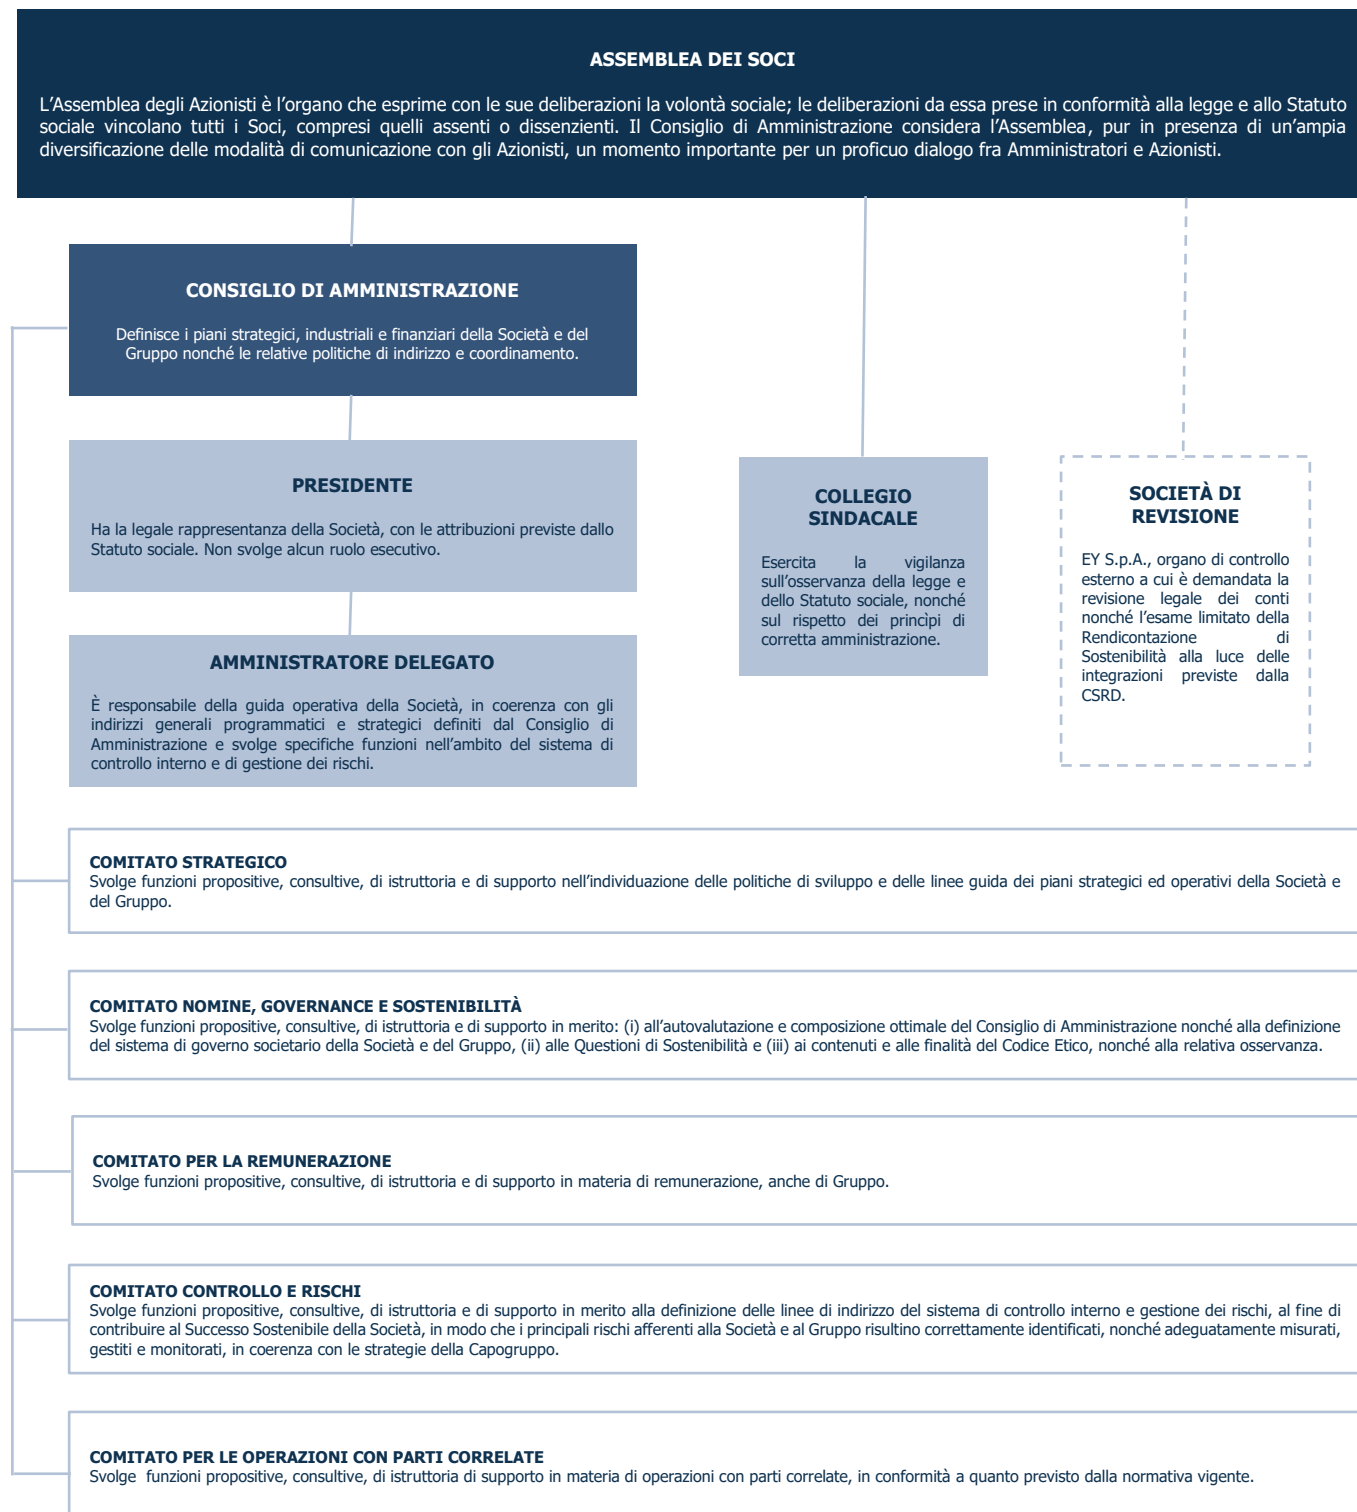 ASSEMBLEA DEI SOCI
L’Assemblea degli Azionisti è l’organo che esprime con le sue deliberazioni la volontà sociale; le deliberazioni da essa prese in conformità alla legge e allo Statuto
sociale vincolano tutti i Soci, compresi quelli assenti o dissenzienti. Il Consiglio di Amministrazione considera l’Assemblea, pur in presenza di un’ampia
diversificazione delle modalità di comunicazione con gli Azionisti, un momento importante per un proficuo dialogo fra Amministratori e Azionisti.
CONSIGLIO DI AMMINISTRAZIONE
Definisce i piani strategici, industriali e finanziari della Società e del
Gruppo nonché le relative politiche di indirizzo e coordinamento.
PRESIDENTE
Ha la legale rappresentanza della Società, con le attribuzioni previste dallo
Statuto sociale. Non svolge alcun ruolo esecutivo.
AMMINISTRATORE DELEGATO
È responsabile della guida operativa della Società, in coerenza con gli
indirizzi generali programmatici e strategici definiti dal Consiglio di
Amministrazione e svolge specifiche funzioni nell’ambito del sistema di
controllo interno e di gestione dei rischi.
COLLEGIO
SINDACALE
Esercita la vigilanza
sull’osservanza della legge e
dello Statuto sociale, nonché
sul rispetto dei princìpi di
corretta amministrazione.
SOCIETÀ DI
REVISIONE
EY S.p.A., organo di controllo
esterno a cui è demandata la
revisione legale dei conti
nonché l’esame limitato della
Rendicontazione di
Sostenibilità alla luce delle
integrazioni previste dalla
CSRD.
COMITATO STRATEGICO
Svolge funzioni propositive, consultive, di istruttoria e di supporto nell’individuazione delle politiche di sviluppo e delle linee guida dei piani strategici ed operativi della Società e
del Gruppo.
COMITATO NOMINE, GOVERNANCE E SOSTENIBILITÀ
Svolge funzioni propositive, consultive, di istruttoria e di supporto in merito: (i) all’autovalutazione e composizione ottimale del Consiglio di Amministrazione nonché alla definizione
del sistema di governo societario della Società e del Gruppo, (ii) alle Questioni di Sostenibilità e (iii) ai contenuti e alle finalità del Codice Etico, nonché alla relativa osservanza.
COMITATO PER LA REMUNERAZIONE
Svolge funzioni propositive, consultive, di istruttoria e di supporto in materia di remunerazione, anche di Gruppo.
COMITATO CONTROLLO E RISCHI
Svolge funzioni propositive, consultive, di istruttoria e di supporto in merito alla definizione delle linee di indirizzo del sistema di controllo interno e gestione dei rischi, al fine di
contribuire al Successo Sostenibile della Società, in modo che i principali rischi afferenti alla Società e al Gruppo risultino correttamente identificati, nonché adeguatamente misurati,
gestiti e monitorati, in coerenza con le strategie della Capogruppo.
COMITATO PER LE OPERAZIONI CON PARTI CORRELATE
Svolge funzioni propositive, consultive, di istruttoria di supporto in materia di operazioni con parti correlate, in conformità a quanto previsto dalla normativa vigente.